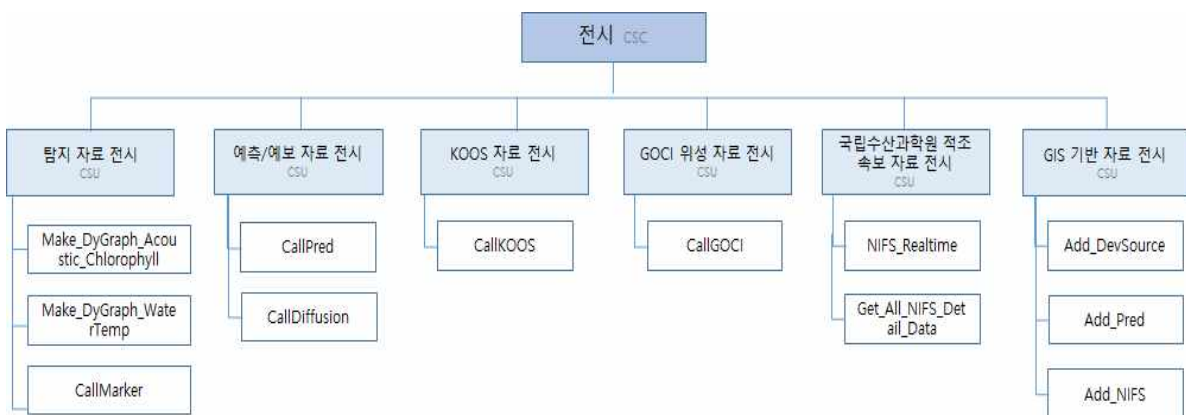 전시 CSC
탐지 자료 전시
CSU
Make_DyGraph_Acou
stic_Chlorophyll
Make_DyGraph_Wate
rTemp
CallMarker
예측/예보 자료 전시
CSU
CallPred
CallDiffusion
KOOS 자료 전시
CSU
CallKOOS
GOCI 위성 자료 전시
CSU
CallGOCI
국립수산과학원 적조
속보 자료 전시
CSU
NIFS_Realtime
Get_All_NIFS_Det
ail_Data
GIS 기반 자료 전시
CSU
Add_DevSource
Add_Pred
Add_NIFS